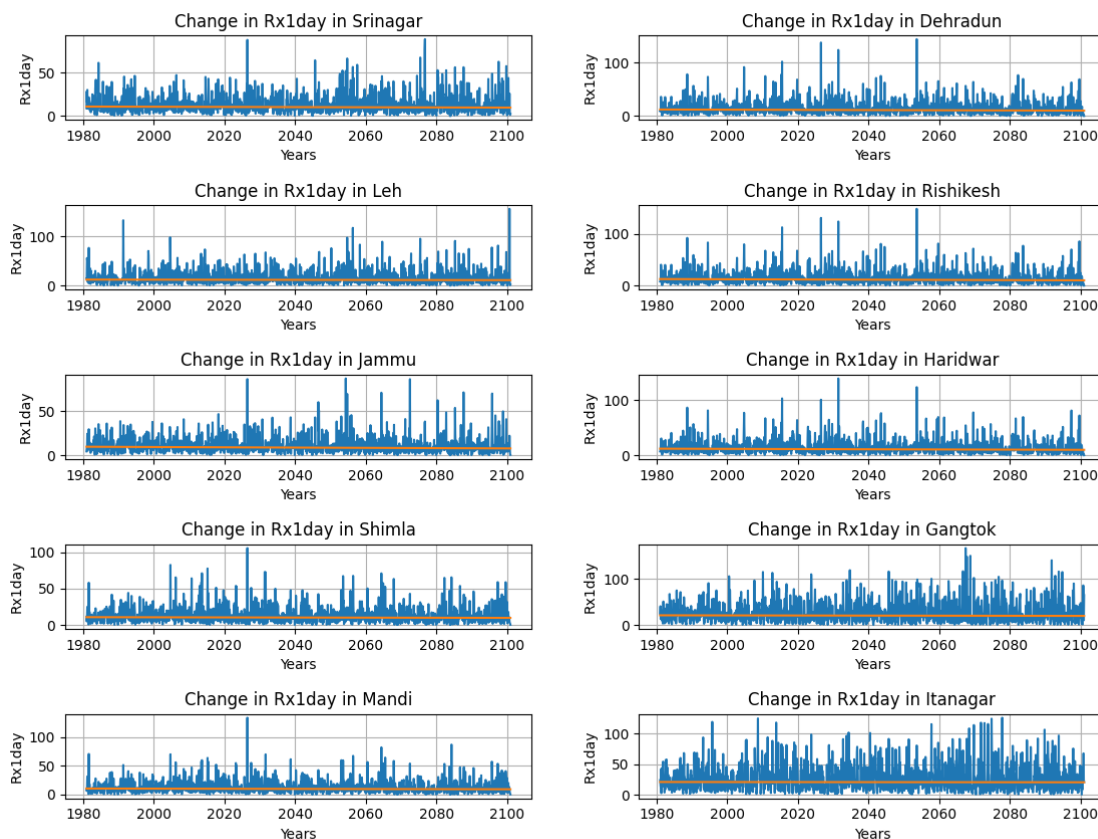 Change in Rx1day in Srinagar
Rx1day
50
0
1980 2000 2020 2040 2060 2080 2100
Years
Change in Rx1day in Dehradun
Rx1day
100
0
1980 2000 2020 2040 2060 2080 2100
Years
Change in Rx1day in Leh
Rx1day
100
0
1980 2000 2020 2040 2060 2080 2100
Years
Change in Rx1day in Rishikesh
Rx1day
100
0
1980 2000 2020 2040 2060 2080 2100
Years
Change in Rx1day in Jammu
Rx1day
50
0
1980 2000 2020 2040 2060 2080 2100
Years
Change in Rx1day in Haridwar
Rx1day
100
0
1980 2000 2020 2040 2060 2080 2100
Years
Change in Rx1day in Shimla
Rx1day
100
50
0
1980 2000 2020 2040 2060 2080 2100
Years
Change in Rx1day in Gangtok
Rx1day
100
0
1980 2000 2020 2040 2060 2080 2100
Years
Change in Rx1day in Mandi
Rx1day
100
50
0
1980 2000 2020 2040 2060 2080 2100
Years
Change in Rx1day in Itanagar
Rx1day
100
50
0
1980 2000 2020 2040 2060 2080 2100
Years